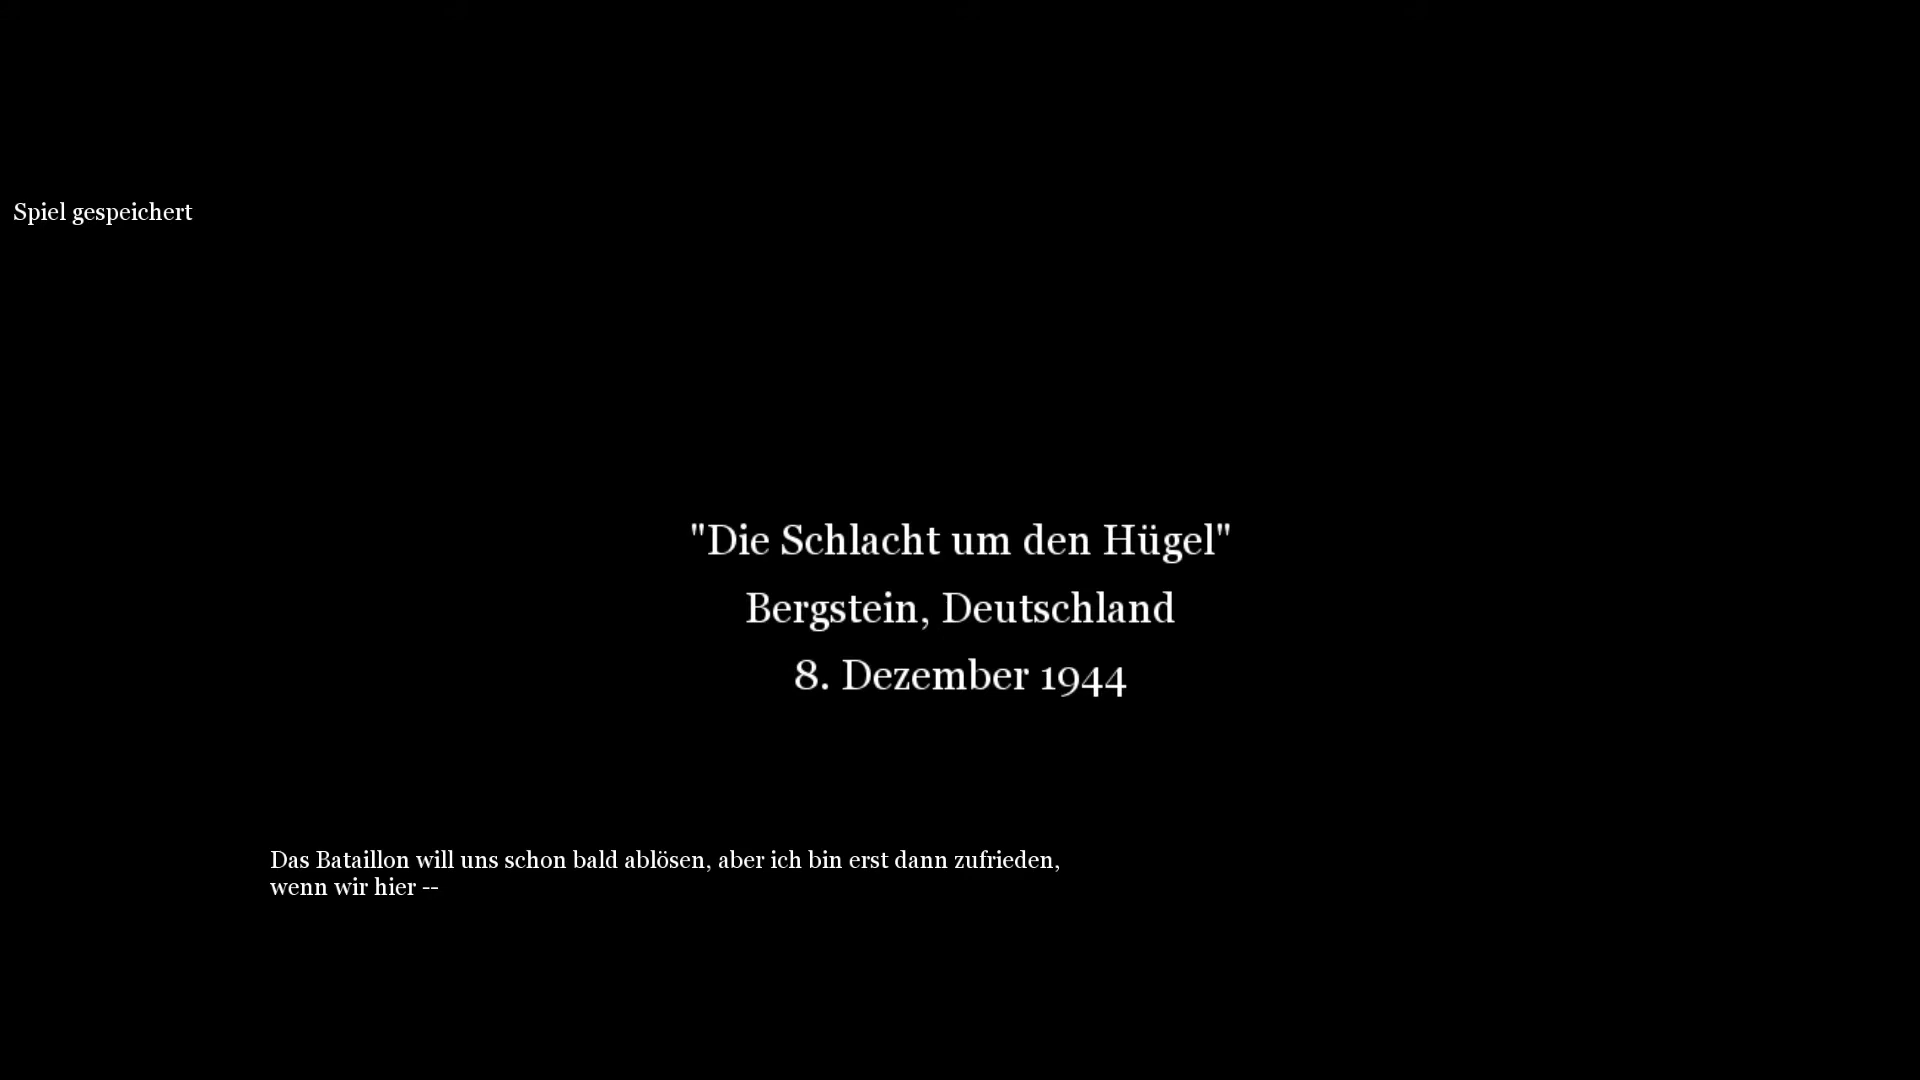 Spiel gespeichert
"Die Schlacht um den Hügel"
Bergstein, Deutschland
8. Dezember 1944
Das Bataillon will uns schon bald ablösen, aber ich bin erst dann zufrieden,
wenn wir hier --